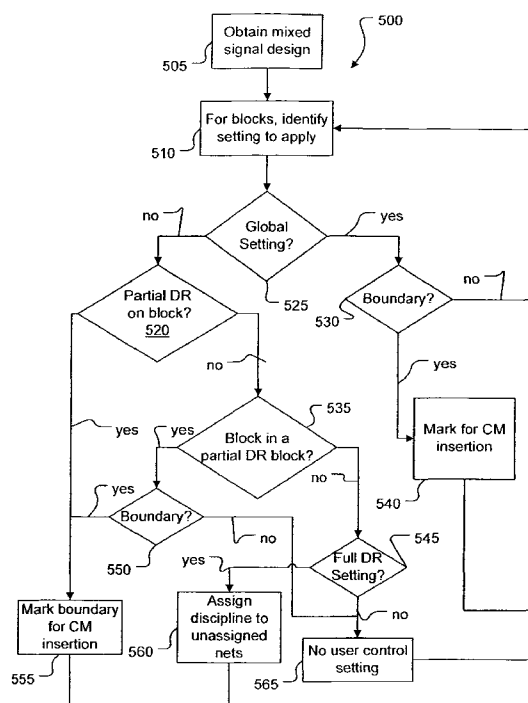 Obtain mixed
signal design
500
505
For blocks, identify
setting to apply
510
no
Global
Setting?
yes
525
Partial DR
on block?
520
530
Boundary?
no
no
yes
535
yes
yes
Block in a
partial DR block?
Mark for CM
insertion
540
yes
Boundary?
no
no
550
545
yes
Full DR
Setting?
Mark boundary
for CM
insertion
555
560
Assign
discipline to
unassigned
nets
no
No user control
setting
565